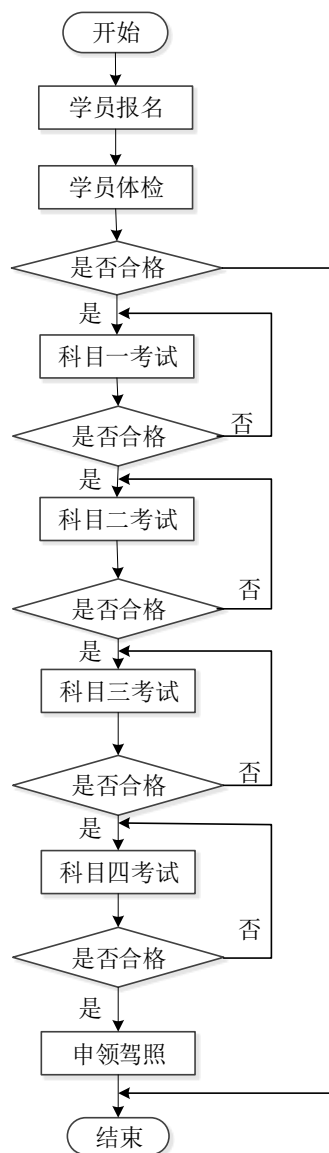 开始
学员报名
学员体检
是否合格
是
科目一考试
是否合格
否
是
科目二考试
否
是否合格
是
科目三考试
是否合格
否
是
科目四考试
否
是否合格
是
申领驾照
结束